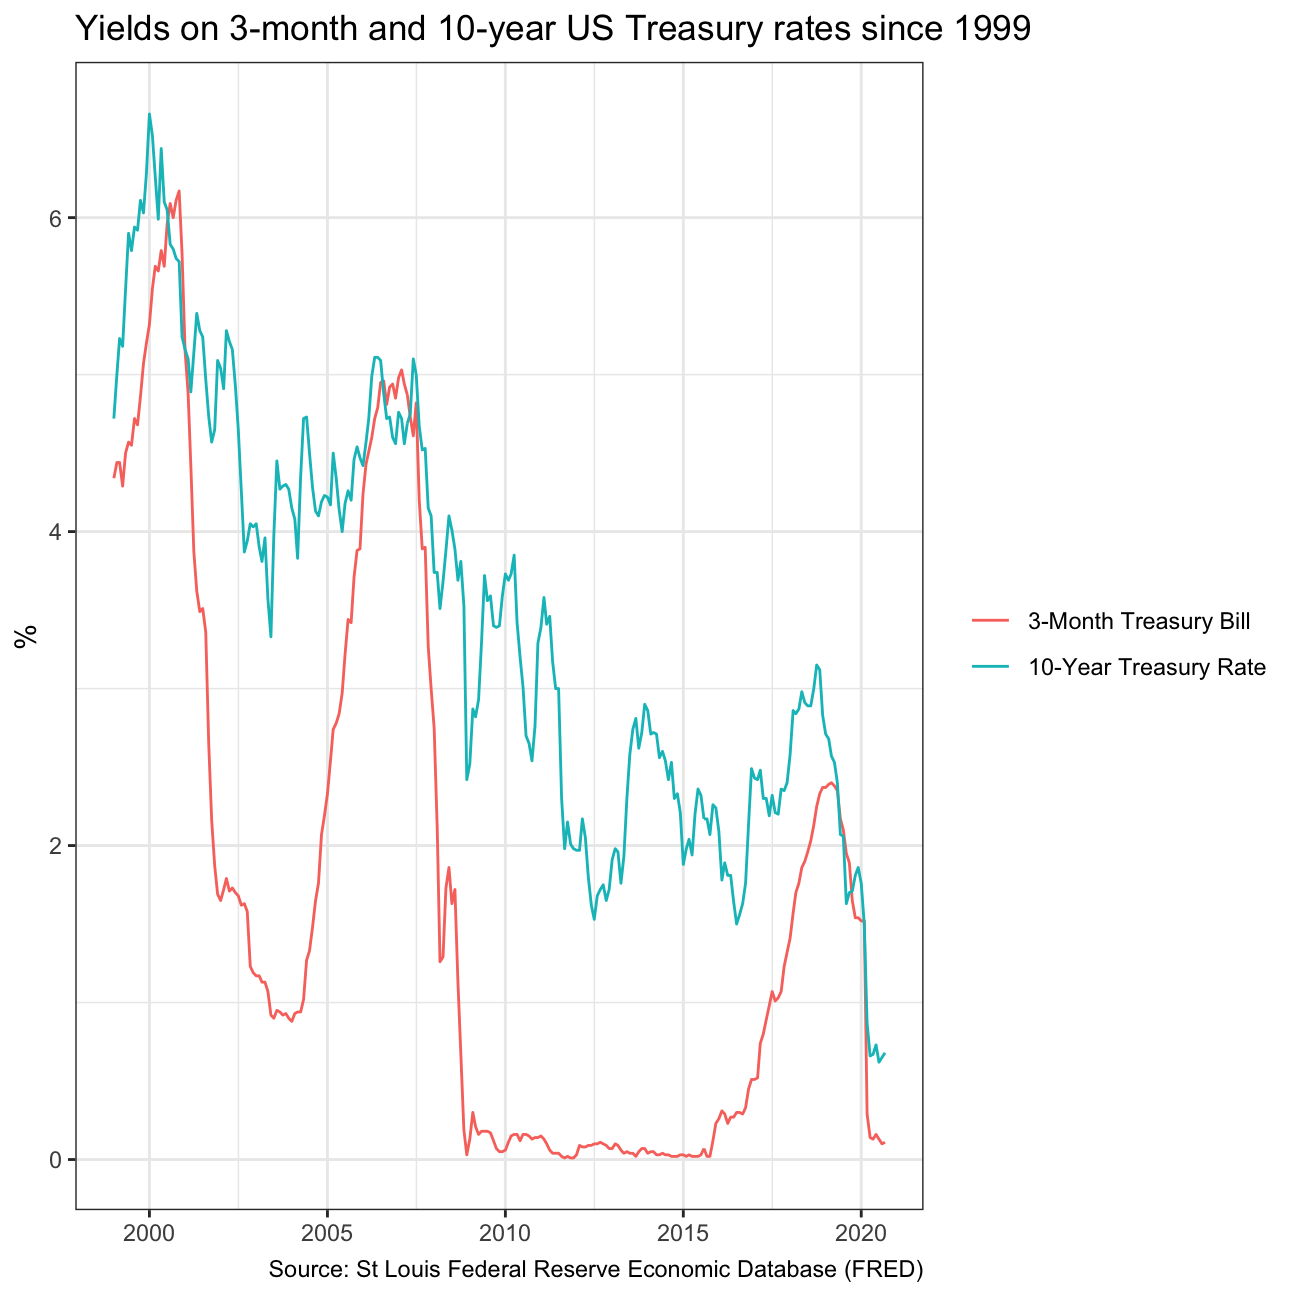 Yields on 3-month and 10-year US Treasury rates since 1999
6
4
2
0
%
2000 2005 2010 2015 2020
3-Month Treasury Bill
10-Year Treasury Rate
Source: St Louis Federal Reserve Economic Database (FRED)